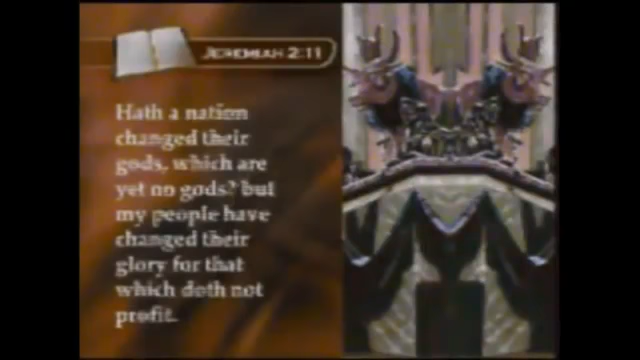 JEREMIAH 2:11
Hath a nation
changed their
gods, which are
yet no gods? but
my people have
changed their
glory for that
which doth not
profit.